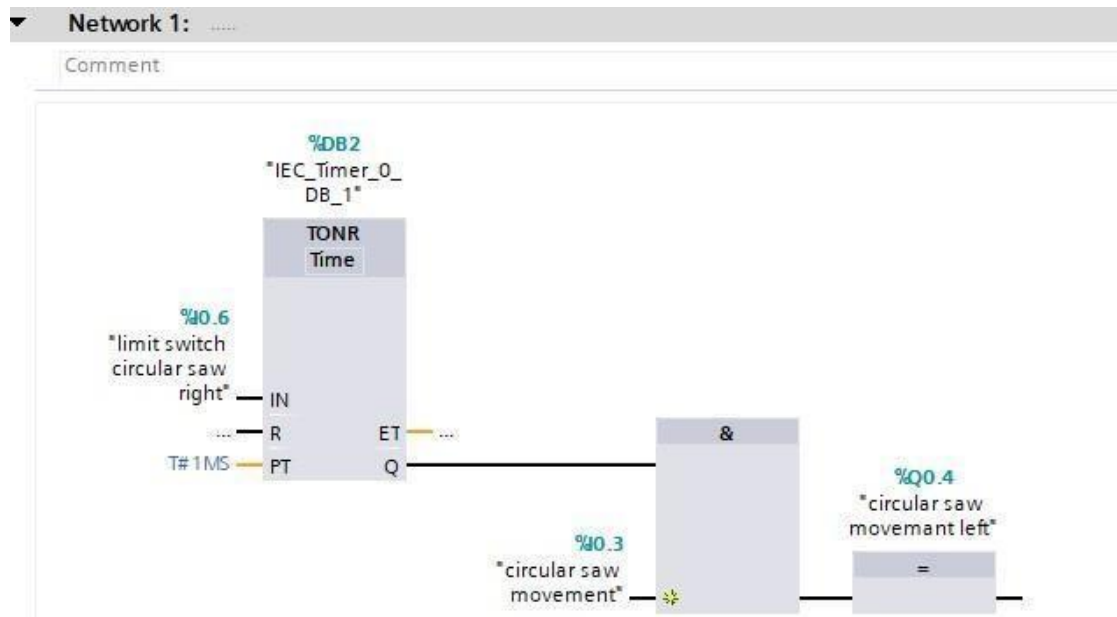 Network 1: .....
Comment
%DB2
"IEC_Timer_0_
DB_1"
TONR
Time
%I0.6
"limit switch
circular saw
right"
IN
... R ET ...
T#1MS PT Q
&
%Q0.4
"circular saw
movemant left"
=
%I0.3
"circular saw
movement"